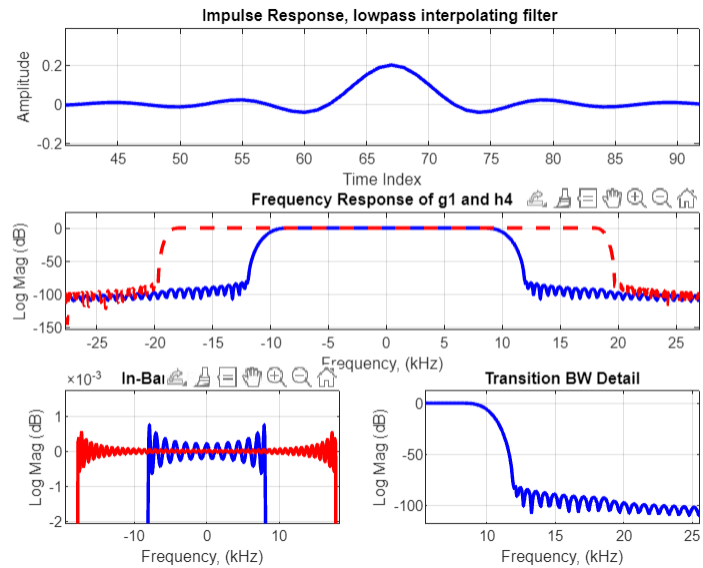 Impulse Response, lowpass interpolating filter
Amplitude
0.2
0
-0.2
45 50 55 60 65 70 75 80 85 90
Time Index
Frequency Response of g1 and h4
Log Mag (dB)
0
-50
-100
-150
-25 -20 -15 -10 -5 0 5 10 15 20 25
Frequency, (kHz)
×10-3
Log Mag (dB)
1
0
-1
-2
-10 0 10
Frequency, (kHz)
Transition BW Detail
Log Mag (dB)
0
-50
-100
10 15 20 25
Frequency, (kHz)